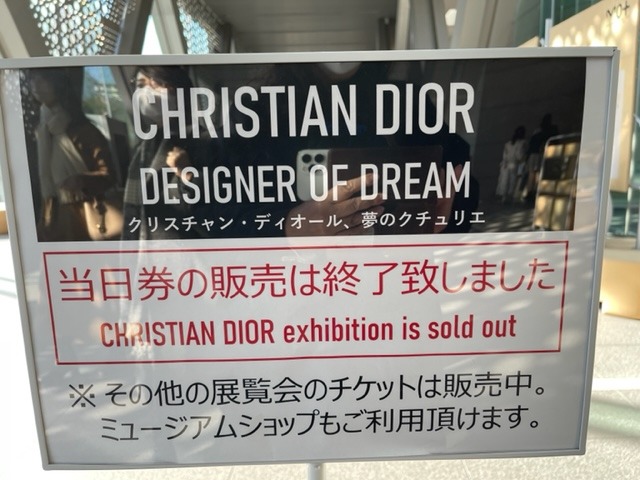 CHRISTIAN DIOR
DESIGNER OF DREAM
クリスチャン・ディオール、夢のクチュリエ
当日券の販売は終了致しました
CHRISTIAN DIOR exhibition is sold out
※ その他の展覧会のチケットは販売中。
ミュージアムショップもご利用頂けます。